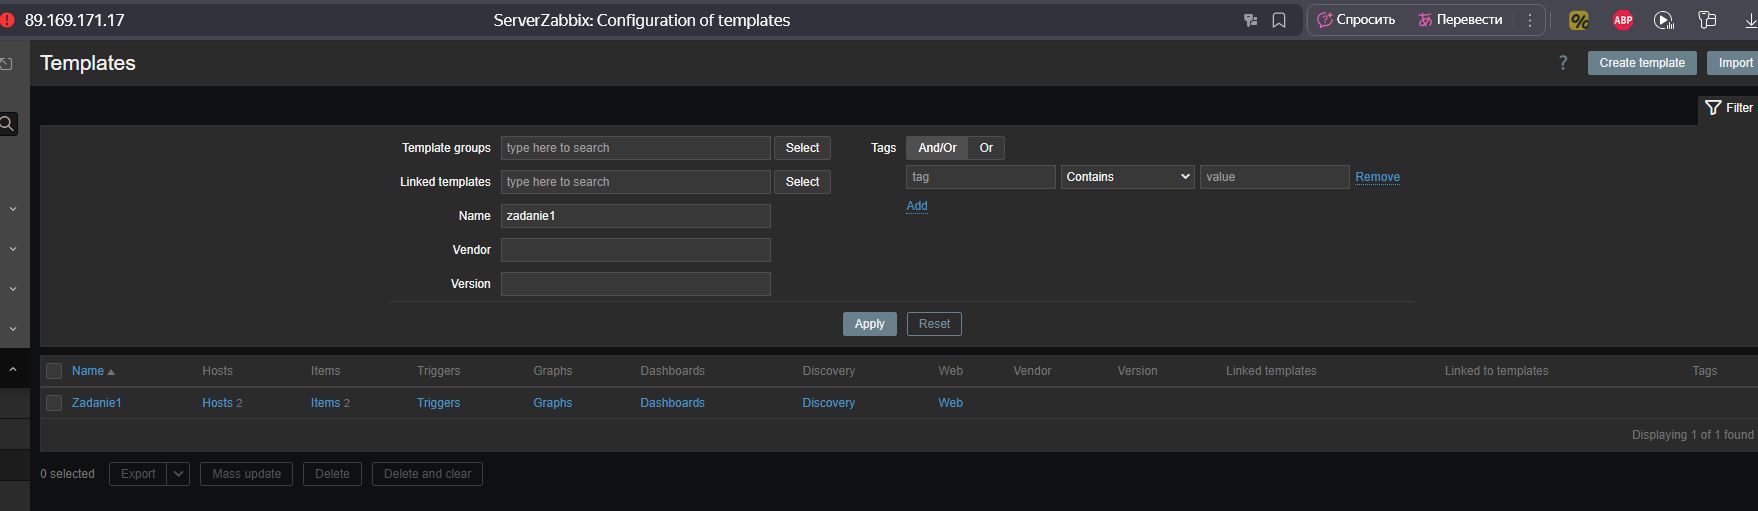 89.169.171.17 ServerZabbix: Configuration of templates Спросить Перевести % ABP
Templates ? Create template Import
Filter
Template groups type here to search Select Tags And/Or Or
Linked templates type here to search Select tag Contains value Remove
Name zadanie1 Add
Vendor
Version
Apply Reset
Name Hosts Items Triggers Graphs Dashboards Discovery Web Vendor Version Linked templates Linked to templates Tags
Zadanie1 Hosts 2 Items 2 Triggers Graphs Dashboards Discovery Web
Displaying 1 of 1 found
0 selected Export Mass update Delete Delete and clear